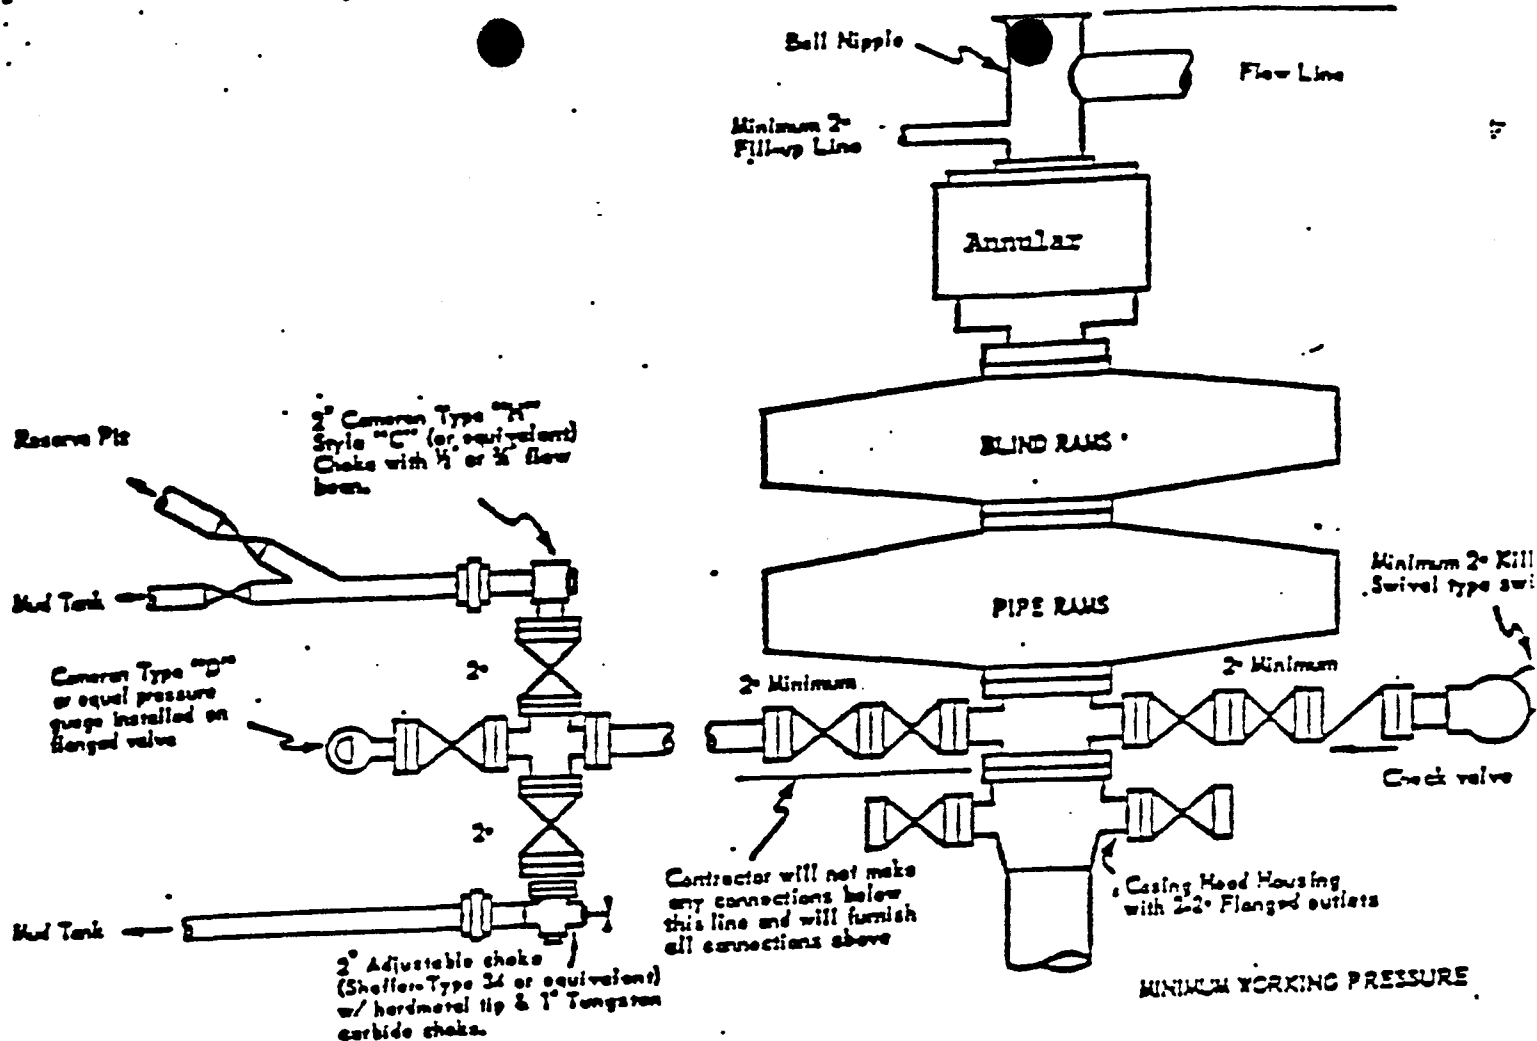 Bell Nipple
Flow Line
Minimum 2"
Fill-up Line
Annular
2" Cameron Type "H"
Style "C" (or equivalent)
Choke with ½" or ¾" flow
bean.
Reserve Pit
BLIND RAMS
Minimum 2" Kill
Swivel type
PIPE RAMS
Mud Tank
Cameron Type "D"
or equal pressure
guage installed on
flanged valve
2"
2" Minimum
2" Minimum
Check valve
2"
Contractor will not make
any connections below
this line and will furnish
all connections above
Casing Head Housing
with 2-2" Flanged outlets
Mud Tank
2" Adjustable choke
(Shaffer-Type or equivalent)
w/ hardmetal tip & 1" Tungsten
carbide choke.
MINIMUM WORKING PRESSURE